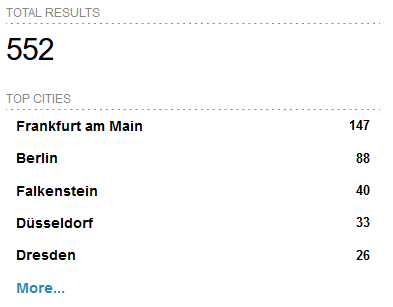 TOTAL RESULTS
552
TOP CITIES
Frankfurt am Main 147
Berlin 88
Falkenstein 40
Düsseldorf 33
Dresden 26
More...